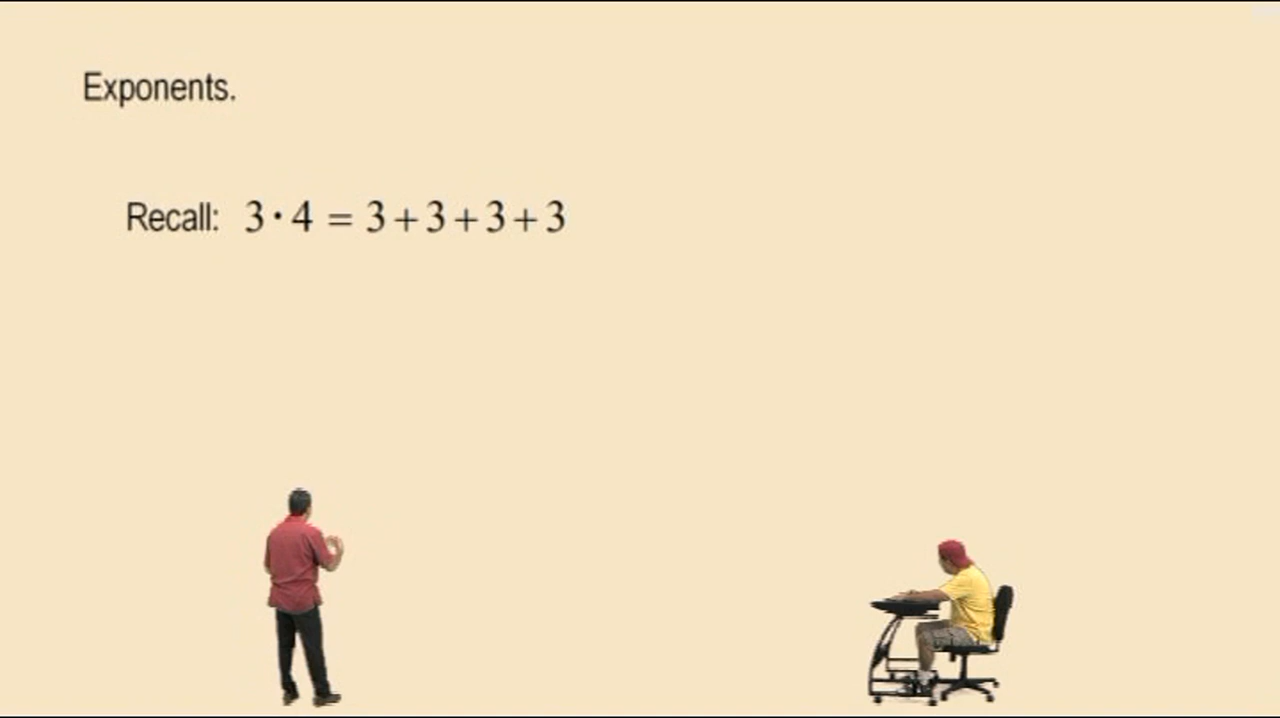 Exponents.
Recall: 3 · 4 = 3 + 3 + 3 + 3